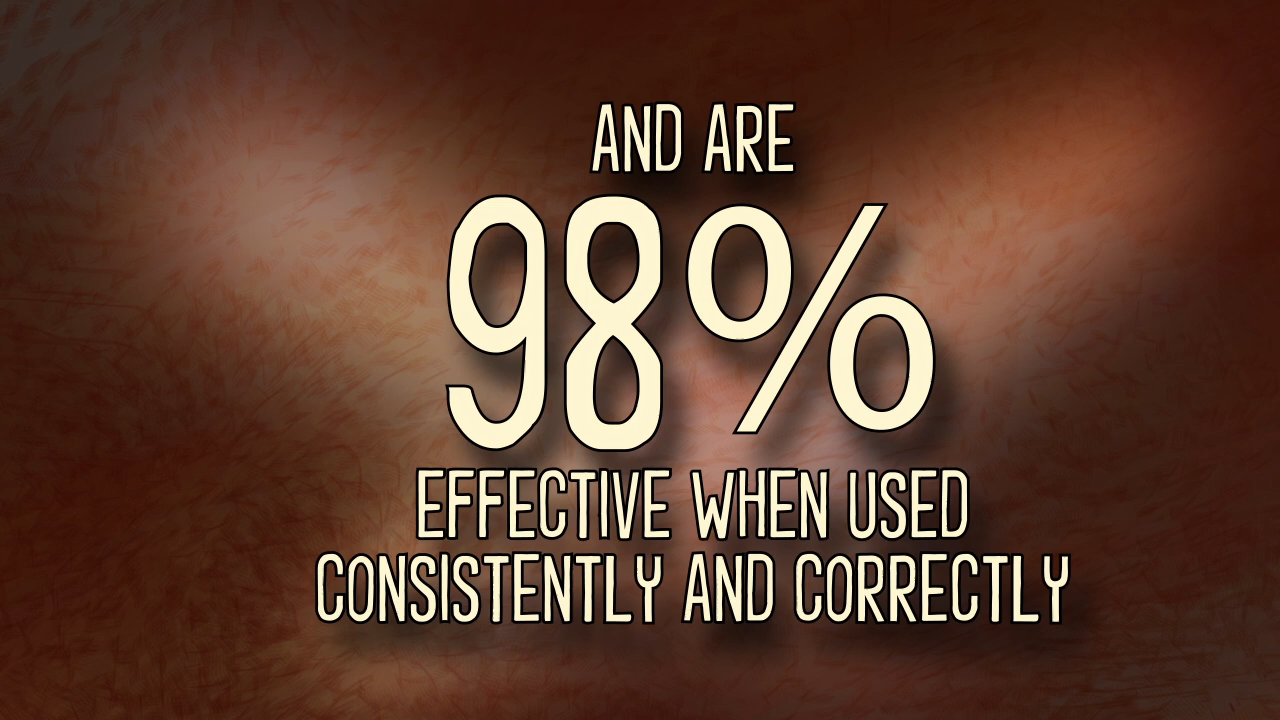 AND ARE
98%
EFFECTIVE WHEN USED
CONSISTENTLY AND CORRECTLY